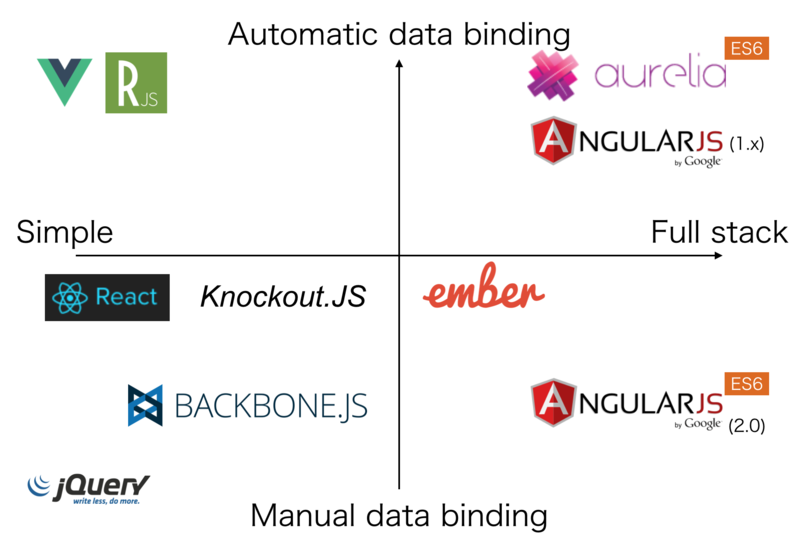 Automatic data binding
R
JS
aurelia
ES6
ANGULARJS
by Google
(1.x)
Simple
Full stack
React
Knockout.JS
ember
BACKBONE.JS
ANGULARJS
by Google
ES6
(2.0)
jQuery
write less, do more.
Manual data binding